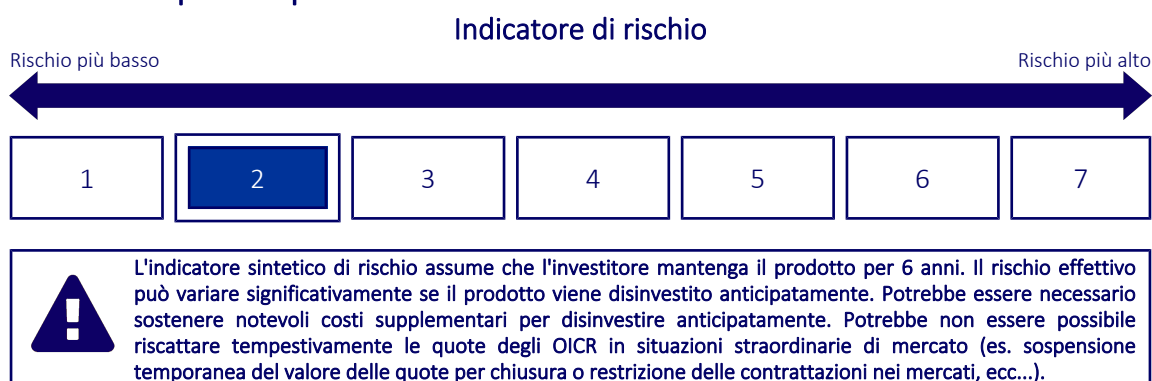 Indicatore di rischio
Rischio più basso
Rischio più alto
1
2
3
4
5
6
7
L'indicatore sintetico di rischio assume che l'investitore mantenga il prodotto per 6 anni. Il rischio effettivo
può variare significativamente se il prodotto viene disinvestito anticipatamente. Potrebbe essere necessario
sostenere notevoli costi supplementari per disinvestire anticipatamente. Potrebbe non essere possibile
riscattare tempestivamente le quote degli OICR in situazioni straordinarie di mercato (es. sospensione
temporanea del valore delle quote per chiusura o restrizione delle contrattazioni nei mercati, ecc...).